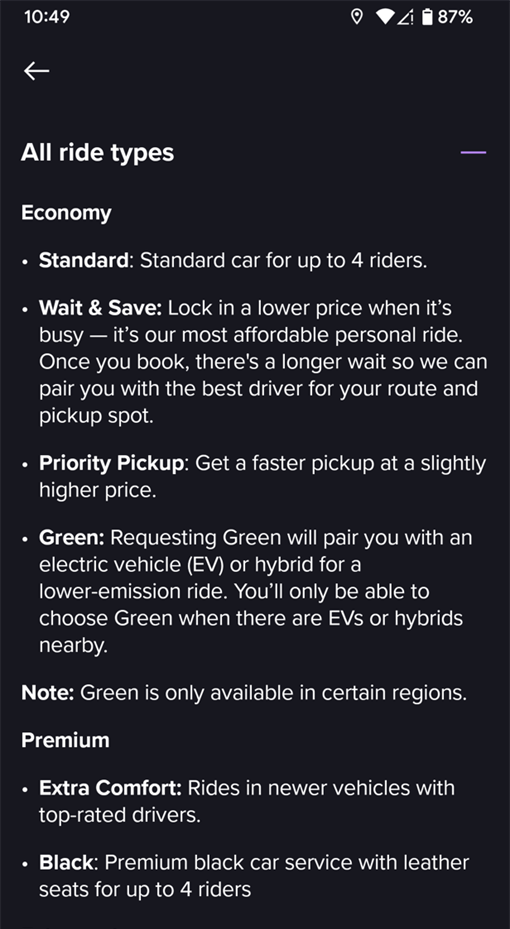 10:49
87%
All ride types
Economy
• Standard: Standard car for up to 4 riders.
• Wait & Save: Lock in a lower price when it’s
busy — it’s our most affordable personal ride.
Once you book, there's a longer wait so we can
pair you with the best driver for your route and
pickup spot.
• Priority Pickup: Get a faster pickup at a slightly
higher price.
• Green: Requesting Green will pair you with an
electric vehicle (EV) or hybrid for a
lower-emission ride. You’ll only be able to
choose Green when there are EVs or hybrids
nearby.
Note: Green is only available in certain regions.
Premium
• Extra Comfort: Rides in newer vehicles with
top-rated drivers.
• Black: Premium black car service with leather
seats for up to 4 riders